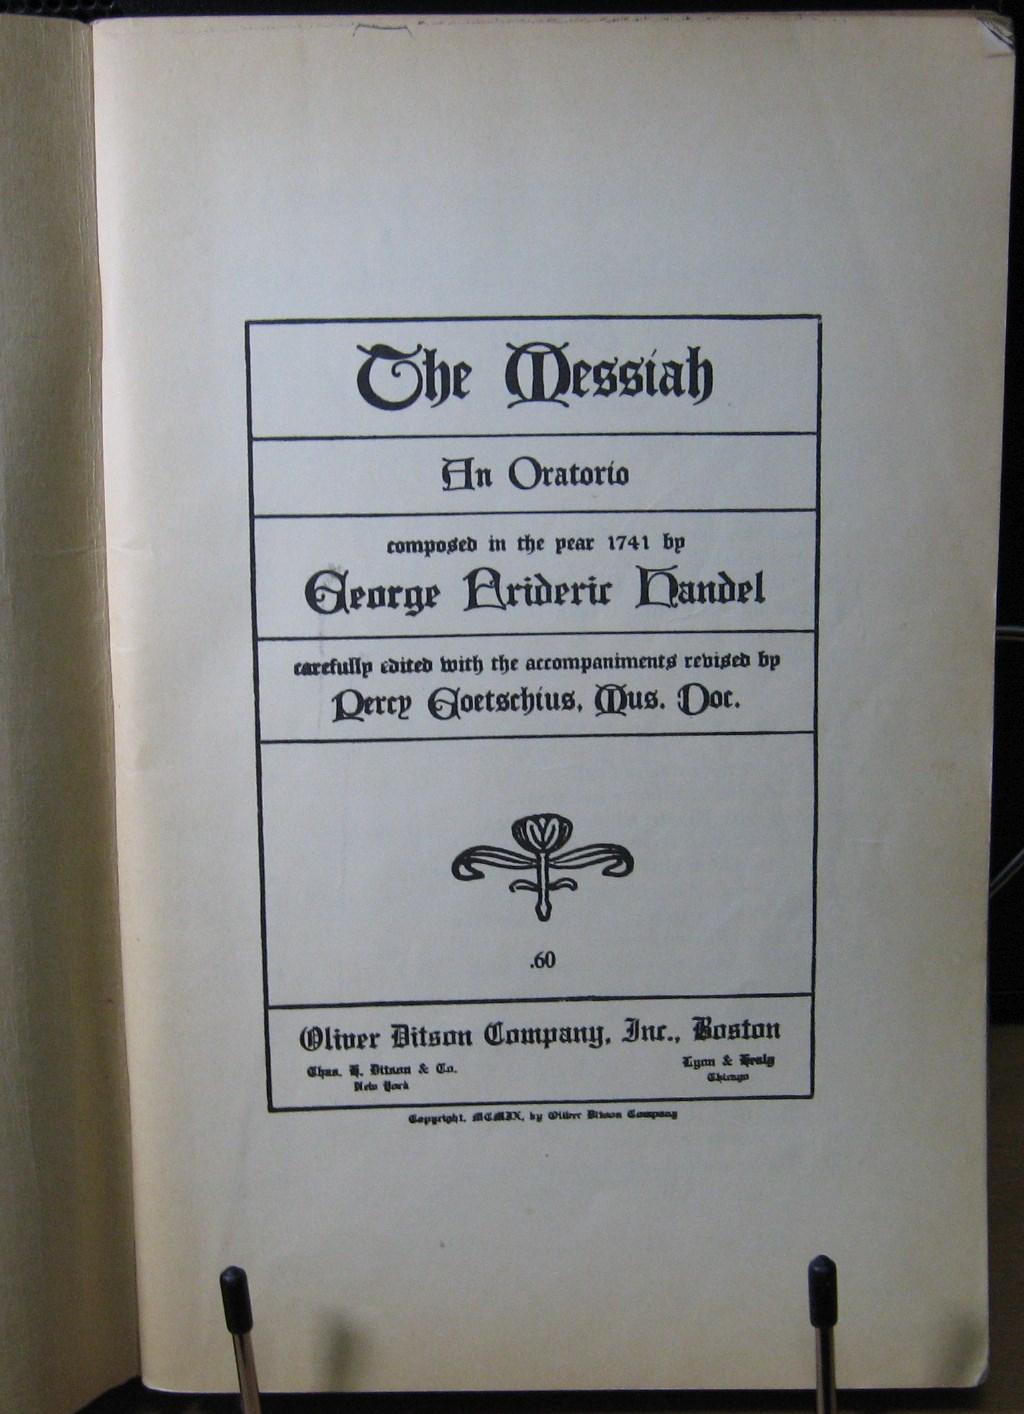 The Messiah
An Oratorio
composed in the year 1741 by
George Frideric Handel
carefully edited with the accompaniments revised by
Percy Goetschius, Mus. Doc.
.60
Oliver Ditson Company, Inc., Boston
Chas. H. Ditson & Co.
New York
Lyon & Healy
Chicago
Copyright, MCMIX, by Oliver Ditson Company